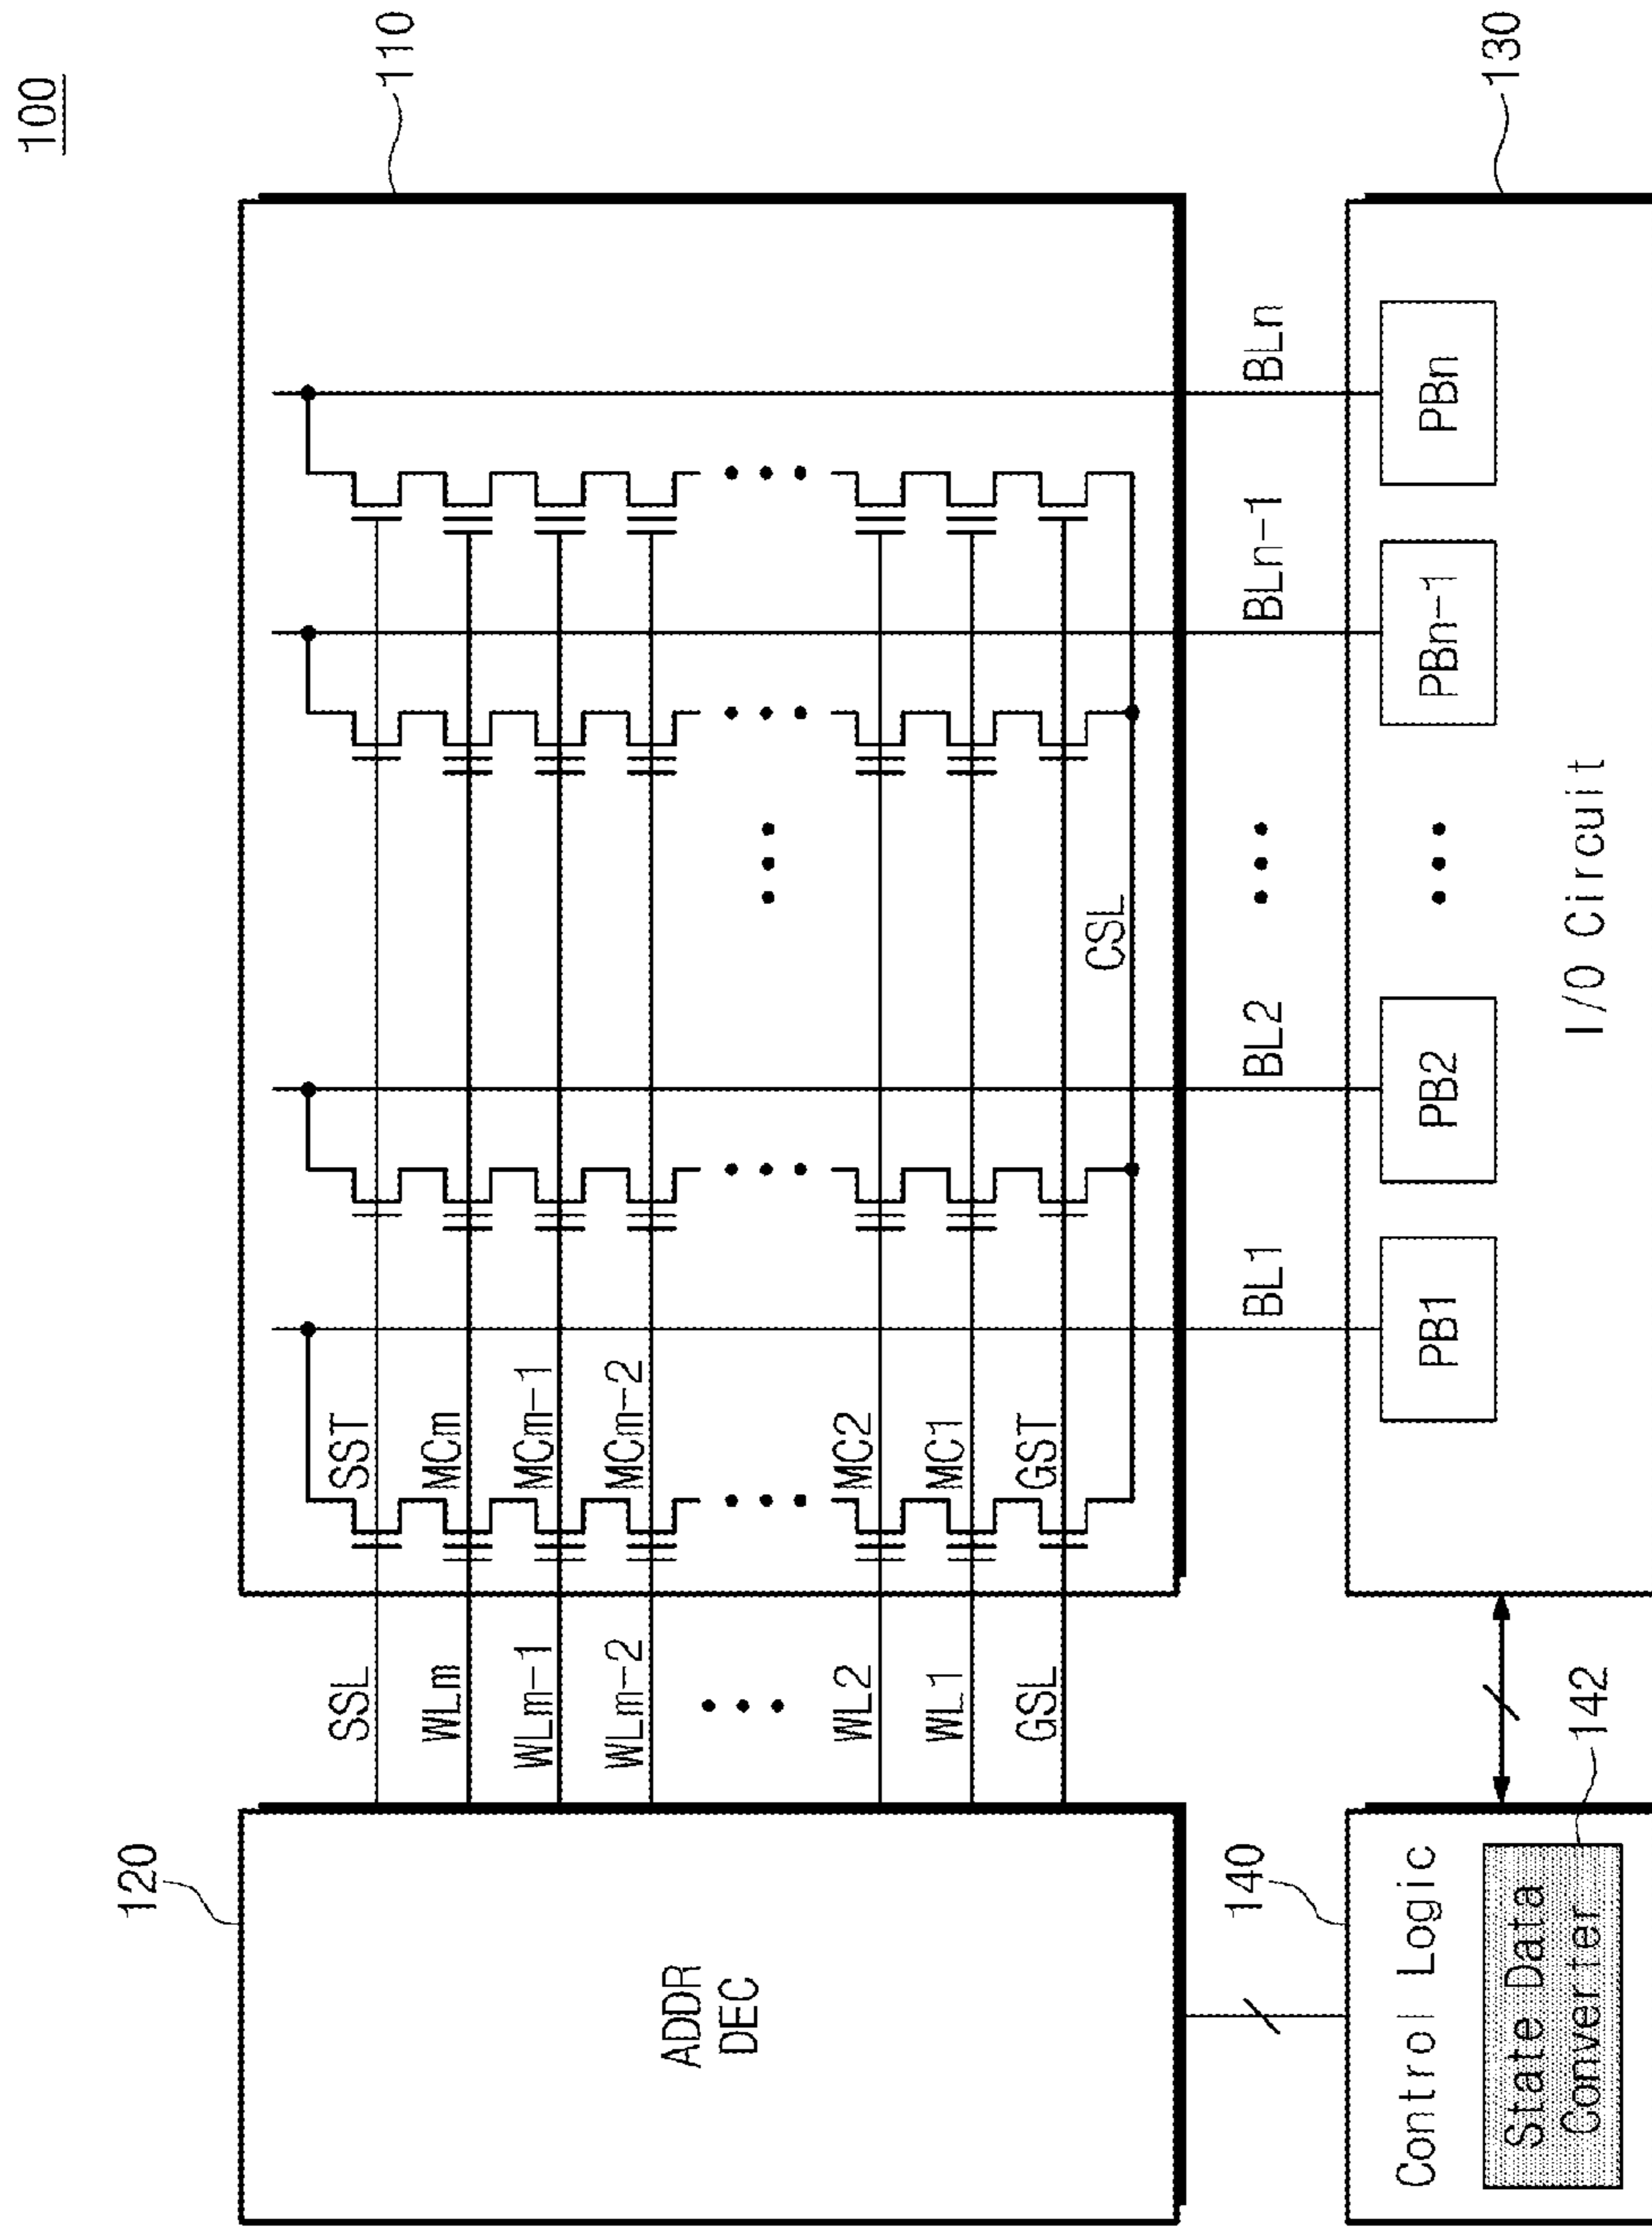 100
110
120
ADDR
DEC
SSL
WLm
WLm-1
WLm-2
WL2
WL1
GSL
SST
MCm
MCm-1
MCm-2
MC2
MC1
GST
CSL
BL1
BL2
BLn-1
BLn
140
Control Logic
State Data
Converter
142
130
PB1
PB2
PBn-1
PBn
I/O Circuit